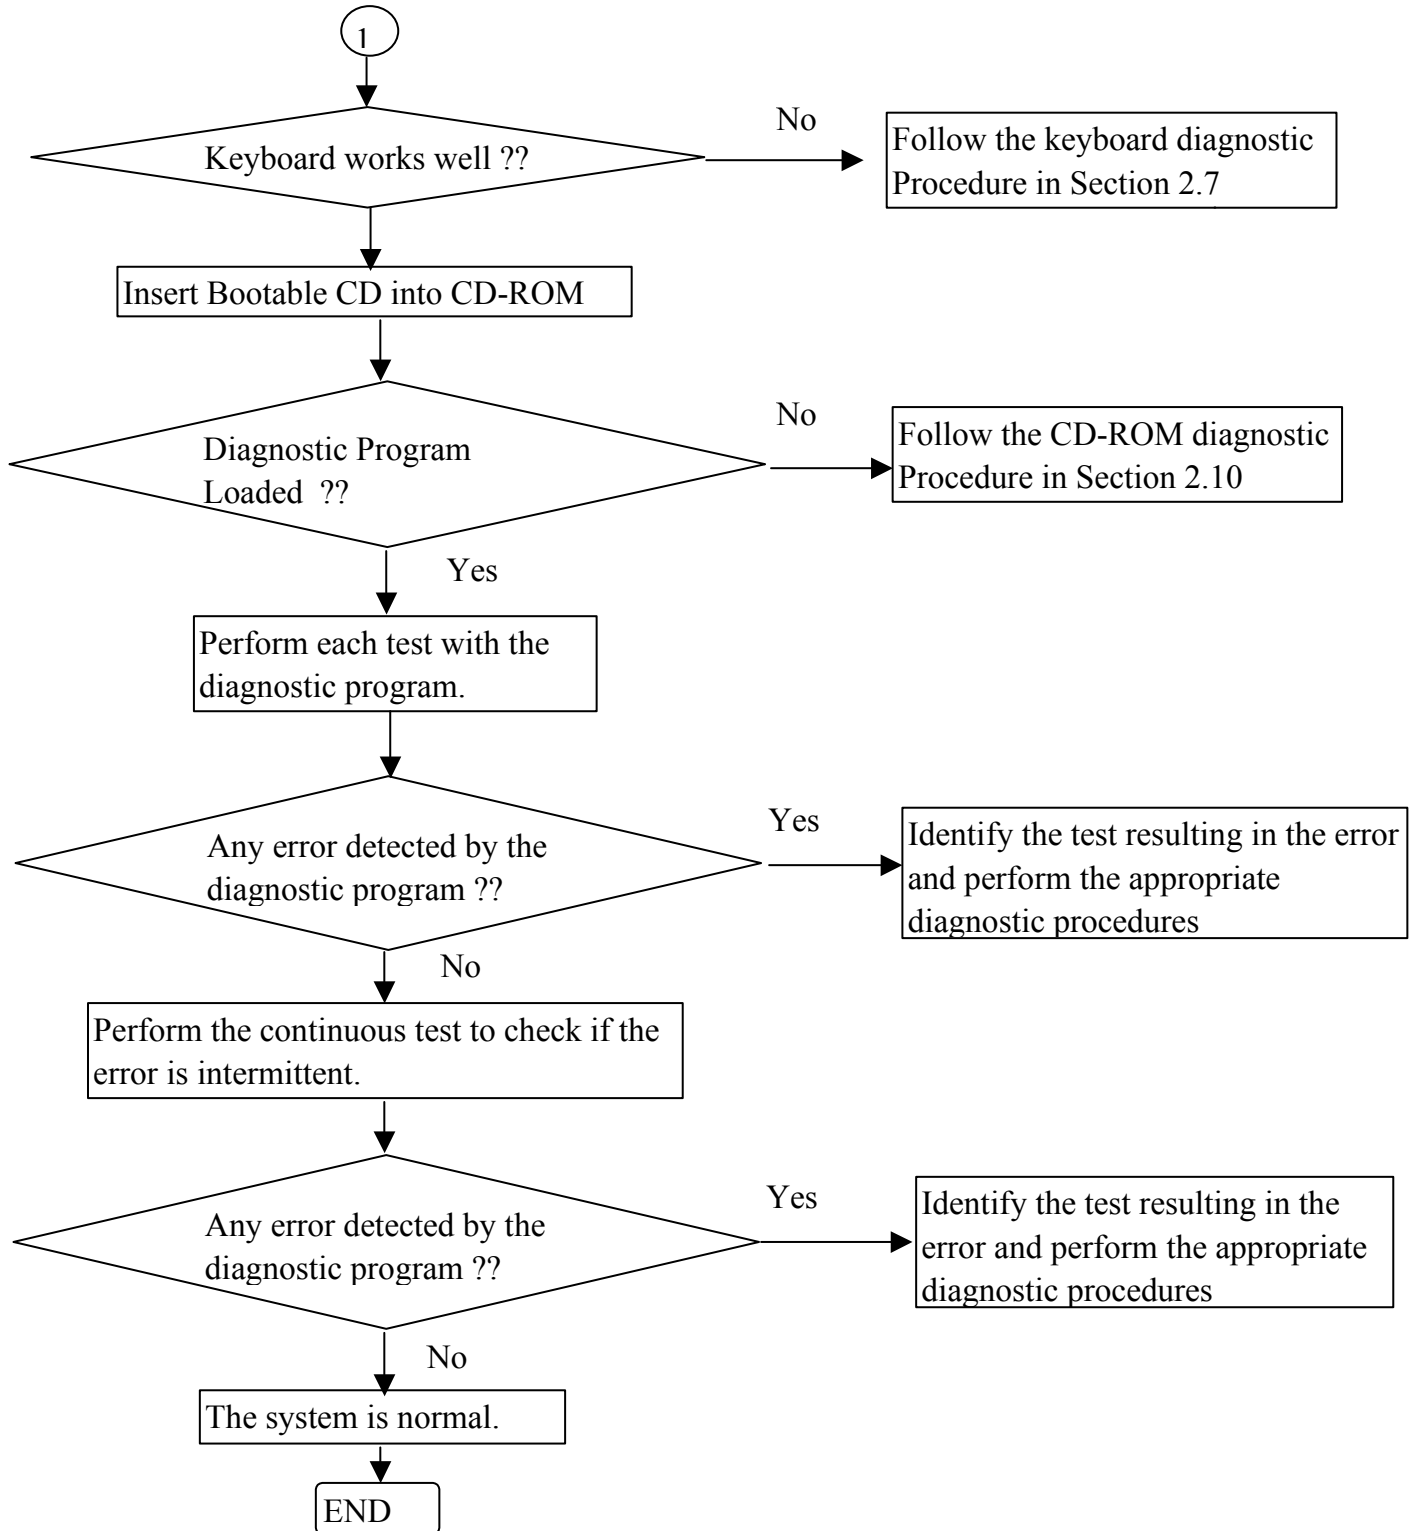 1
No
Keyboard works well ??
Follow the keyboard diagnostic
Procedure in Section 2.7
Insert Bootable CD into CD-ROM
No
Diagnostic Program
Loaded ??
Follow the CD-ROM diagnostic
Procedure in Section 2.10
Yes
Perform each test with the
diagnostic program.
Yes
Any error detected by the
diagnostic program ??
Identify the test resulting in the error
and perform the appropriate
diagnostic procedures
No
Perform the continuous test to check if the
error is intermittent.
Yes
Any error detected by the
diagnostic program ??
Identify the test resulting in the
error and perform the appropriate
diagnostic procedures
No
The system is normal.
END